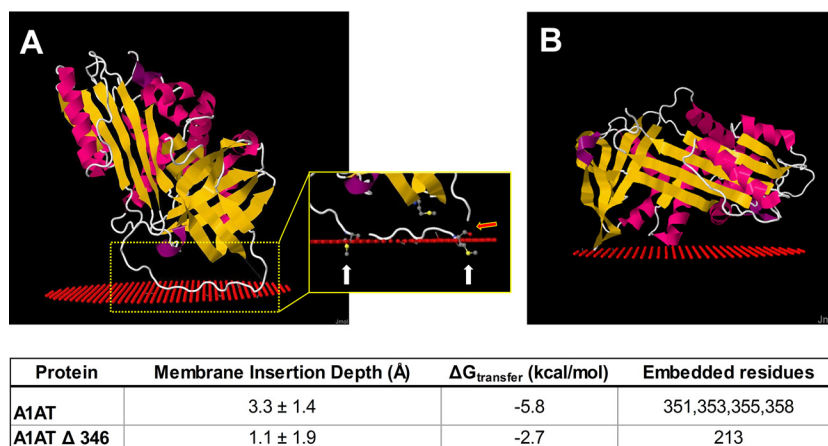 A
B
Jmol
Jm
Protein Membrane Insertion Depth (Å) ΔGtransfer (kcal/mol) Embedded residues
A1AT 3.3 ± 1.4 -5.8 351,353,355,358
A1AT Δ 346 1.1 ± 1.9 -2.7 213